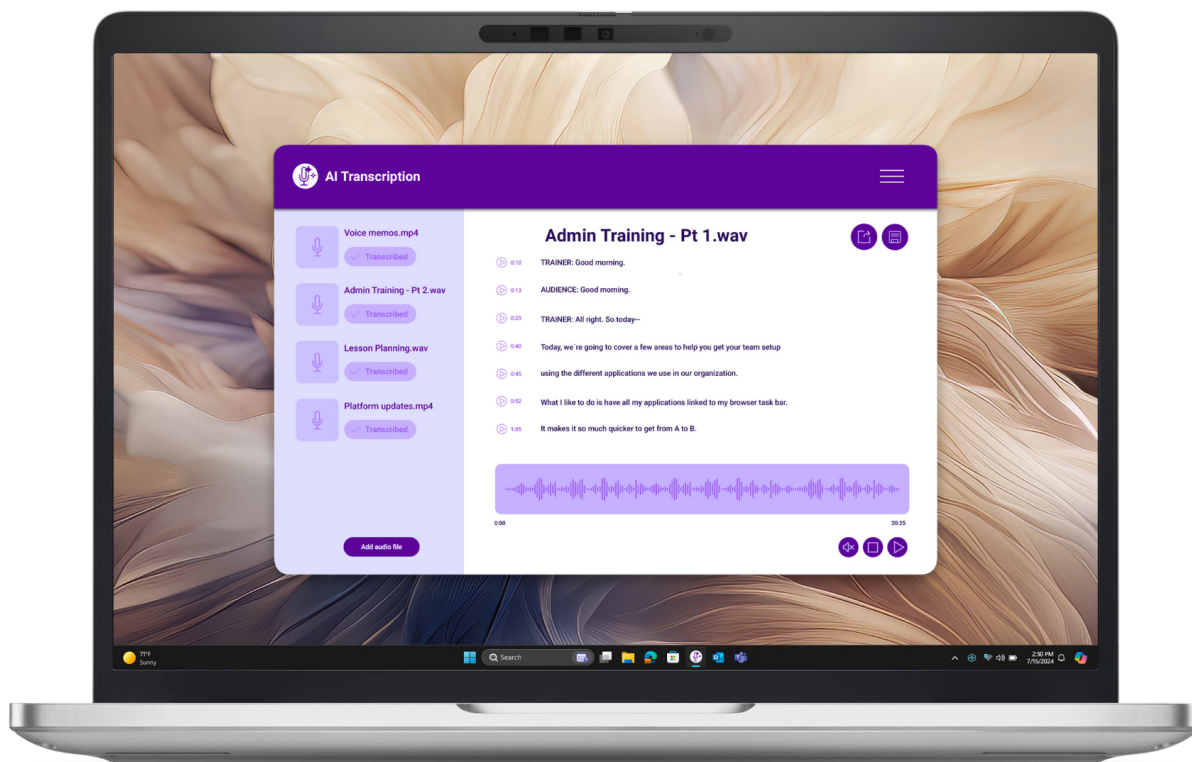 AI Transcription
Voice memos.mp4
Transcribed
Admin Training - Pt 2.wav
Transcribed
Lesson Planning.wav
Transcribed
Platform updates.mp4
Transcribed
Add audio file
Admin Training - Pt 1.wav
0:10 TRAINER: Good morning.
0:13 AUDIENCE: Good morning.
0:29 TRAINER: All right. So today--
0:40 Today, we're going to cover a few areas to help you get your team setup
0:45 using the different applications we use in our organization.
0:52 What I like to do is have all my applications linked to my browser task bar.
1:05 It makes it so much quicker to get from A to B.
0:00 20:25
71°F
Sunny
Search
2:30 PM
7/15/2024